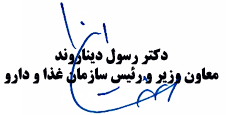 دکتر رسول دیناروند
معاون وزیر و رئیس سازمان غذا و دارو